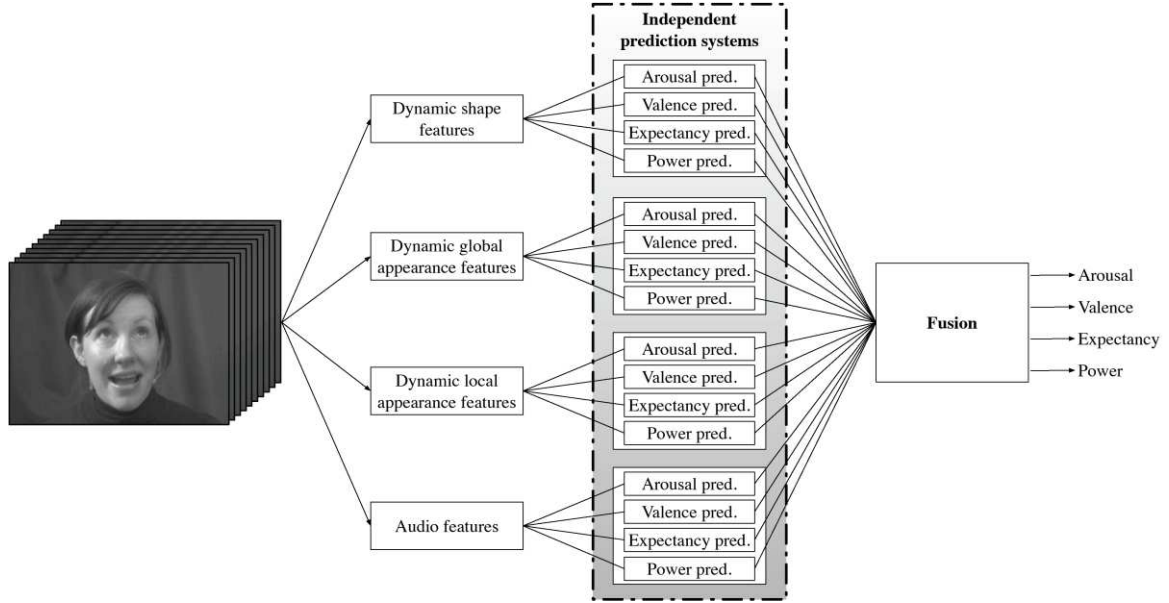 Independent
prediction systems
Dynamic shape
features
Arousal pred.
Valence pred.
Expectancy pred.
Power pred.
Dynamic global
appearance features
Arousal pred.
Valence pred.
Expectancy pred.
Power pred.
Dynamic local
appearance features
Arousal pred.
Valence pred.
Expectancy pred.
Power pred.
Audio features
Arousal pred.
Valence pred.
Expectancy pred.
Power pred.
Fusion
Arousal
Valence
Expectancy
Power